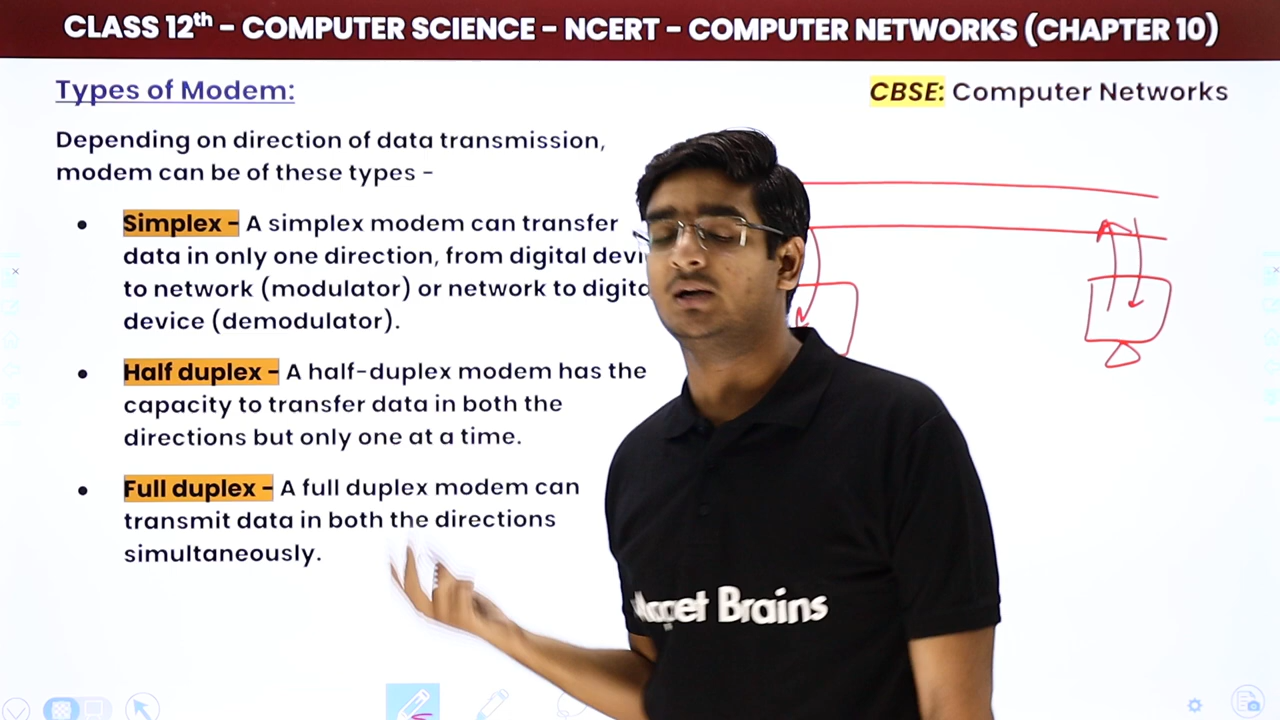 CLASS 12th - COMPUTER SCIENCE - NCERT - COMPUTER NETWORKS (CHAPTER 10)
Types of Modem:
CBSE: Computer Networks
Depending on direction of data transmission,
modem can be of these types -
• Simplex - A simplex modem can transfer
data in only one direction, from digital devi
to network (modulator) or network to digita
device (demodulator).
• Half duplex - A half-duplex modem has the
capacity to transfer data in both the
directions but only one at a time.
• Full duplex - A full duplex modem can
transmit data in both the directions
simultaneously.
Brains